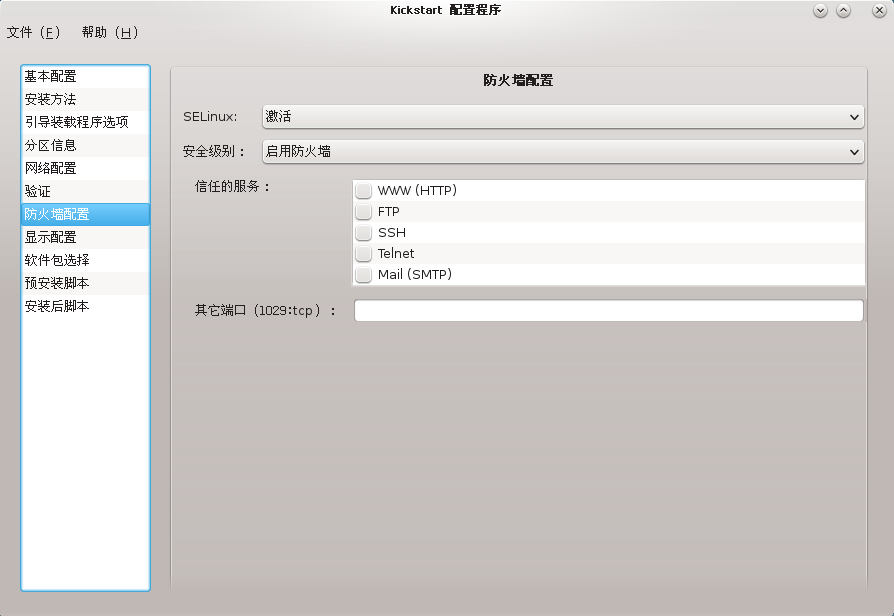 Kickstart 配置程序
文件（F） 帮助（H）
基本配置
安装方法
引导装载程序选项
分区信息
网络配置
验证
防火墙配置
显示配置
软件包选择
预安装脚本
安装后脚本
防火墙配置
SELinux: 激活
安全级别： 启用防火墙
信任的服务：
WWW (HTTP)
FTP
SSH
Telnet
Mail (SMTP)
其它端口（1029:tcp）：